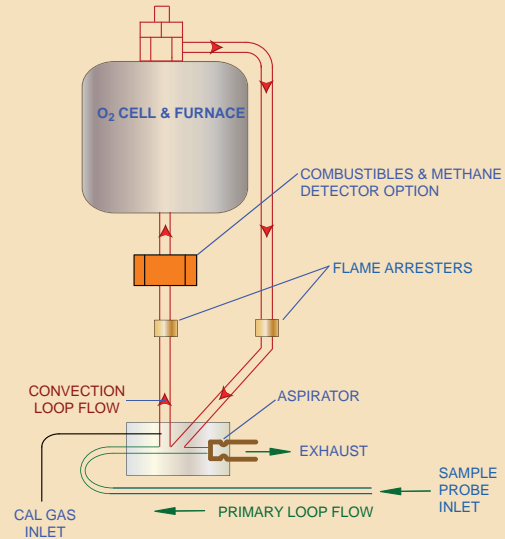 O₂ CELL & FURNACE
COMBUSTIBLES & METHANE
DETECTOR OPTION
FLAME ARRESTERS
CONVECTION
LOOP FLOW
ASPIRATOR
EXHAUST
SAMPLE
PROBE
INLET
PRIMARY LOOP FLOW
CAL GAS
INLET